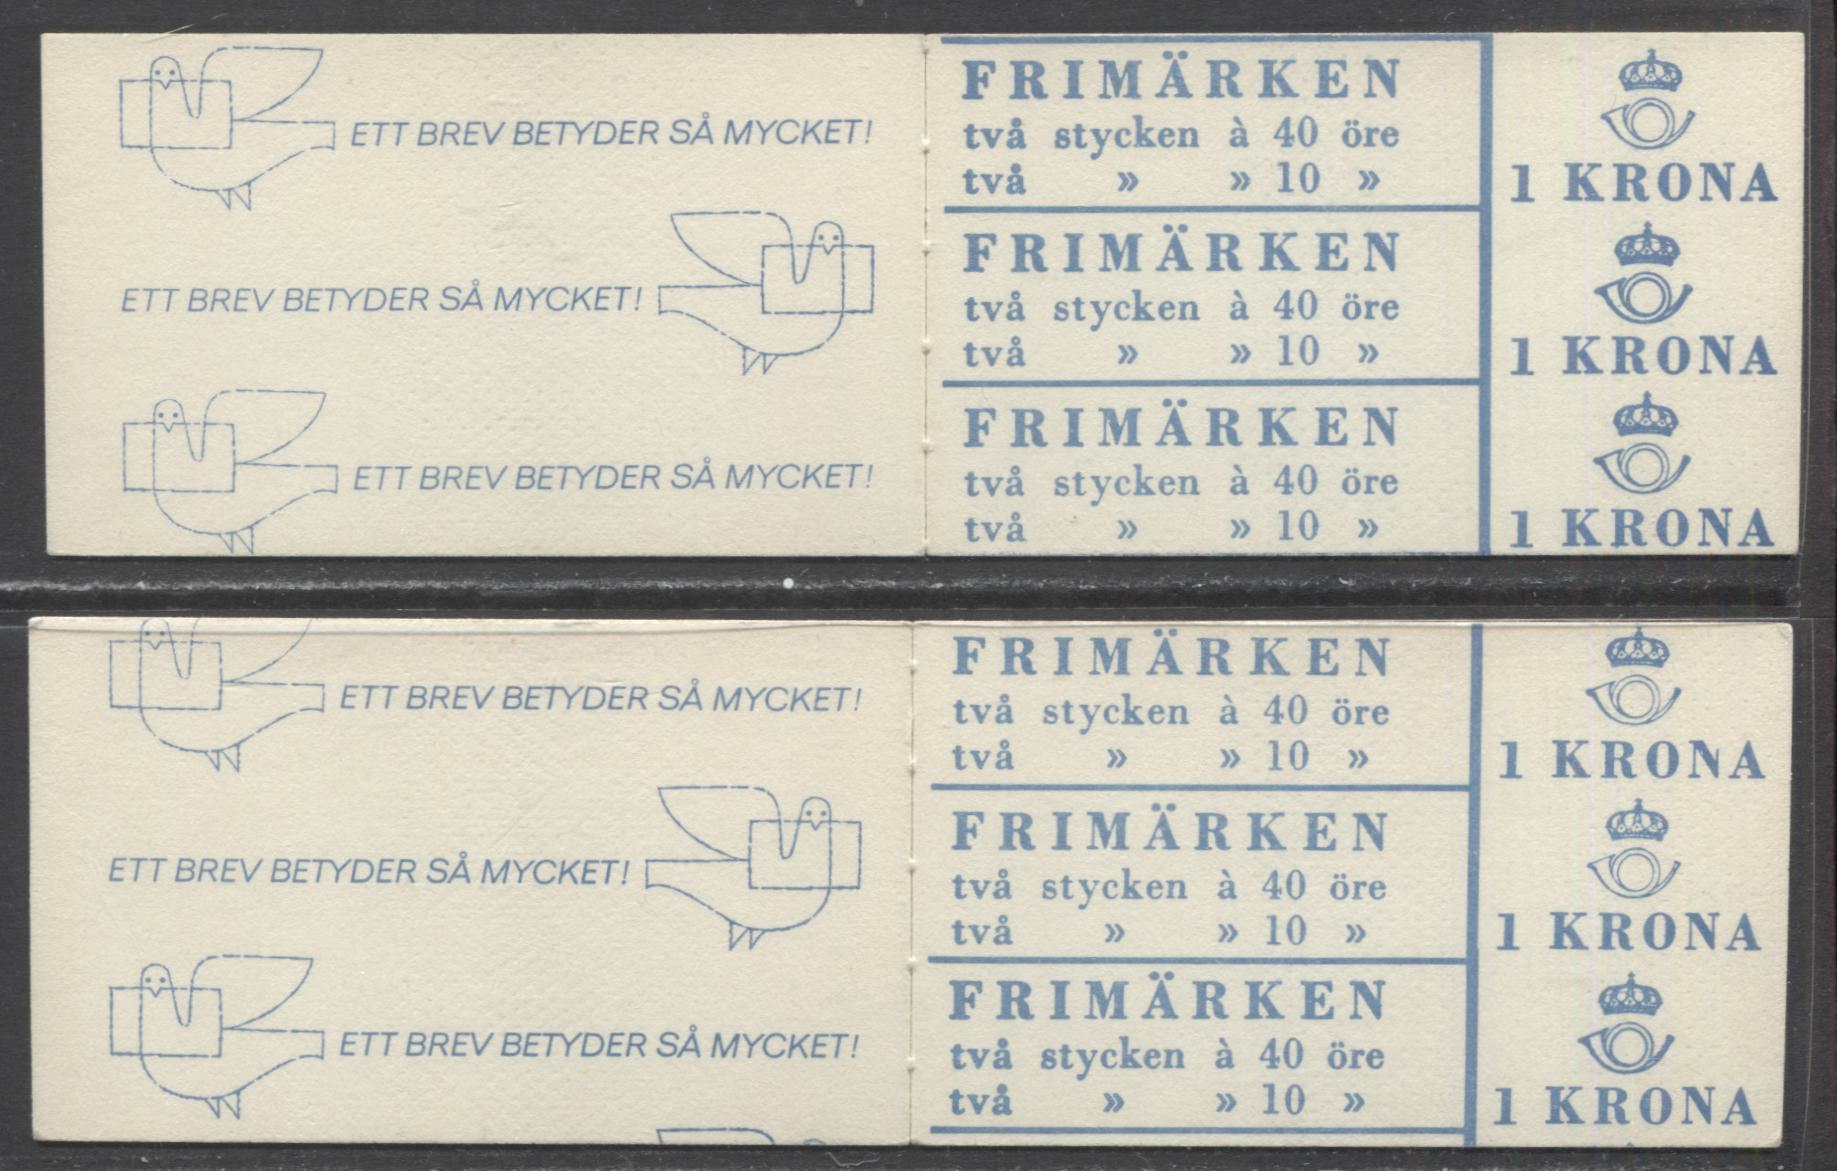 ETT BREV BETYDER SÅ MYCKET!
ETT BREV BETYDER SÅ MYCKET!
ETT BREV BETYDER SÅ MYCKET!
FRIMÄRKEN
två stycken à 40 öre
två » » 10 »
1 KRONA
FRIMÄRKEN
två stycken à 40 öre
två » » 10 »
1 KRONA
FRIMÄRKEN
två stycken à 40 öre
två » » 10 »
1 KRONA
ETT BREV BETYDER SÅ MYCKET!
ETT BREV BETYDER SÅ MYCKET!
ETT BREV BETYDER SÅ MYCKET!
FRIMÄRKEN
två stycken à 40 öre
två » » 10 »
1 KRONA
FRIMÄRKEN
två stycken à 40 öre
två » » 10 »
1 KRONA
FRIMÄRKEN
två stycken à 40 öre
två » » 10 »
1 KRONA